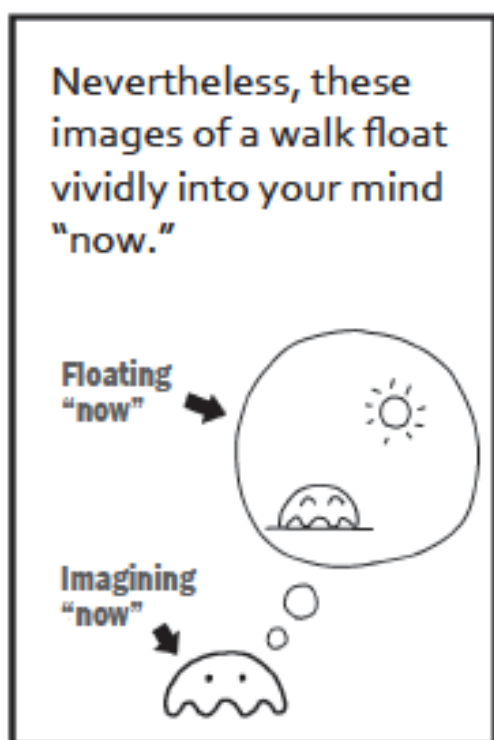 Nevertheless, these
images of a walk float
vividly into your mind
“now.”
Floating
“now”
Imagining
“now”